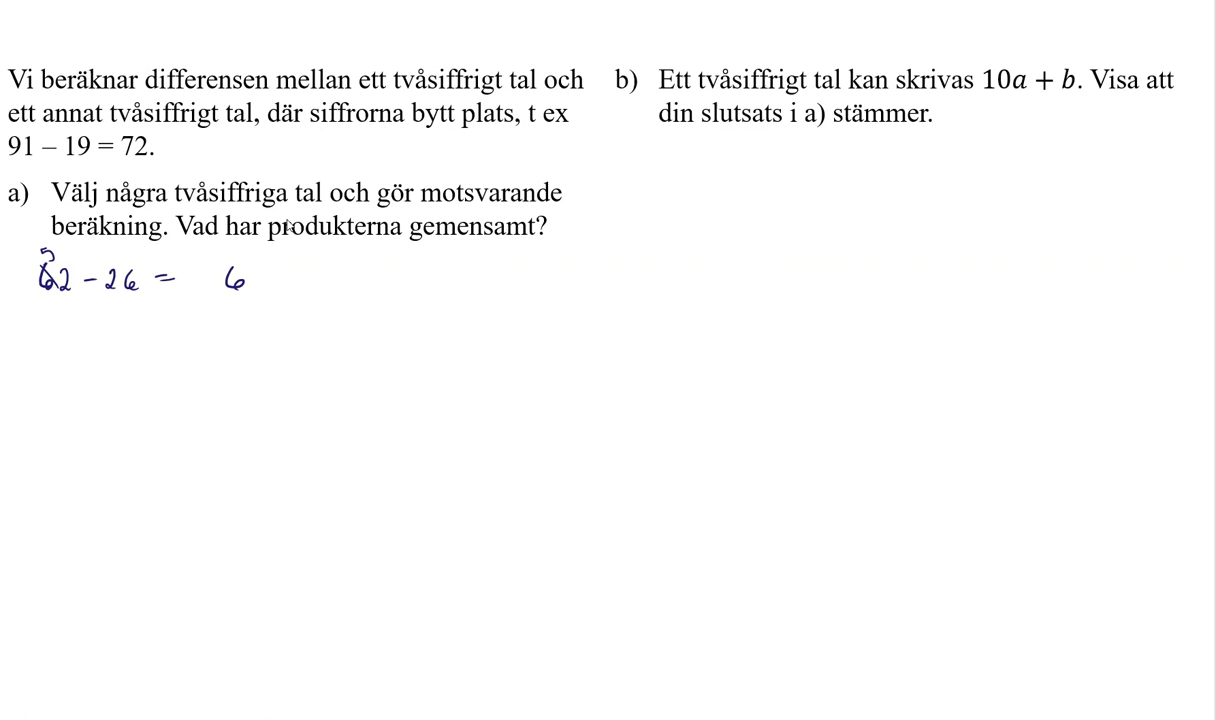 Vi beräknar differensen mellan ett tvåsiffrigt tal och
ett annat tvåsiffrigt tal, där siffrorna bytt plats, t ex
91 – 19 = 72.
a) Välj några tvåsiffriga tal och gör motsvarande
beräkning. Vad har produkterna gemensamt?
5
62 - 26 = 6
b) Ett tvåsiffrigt tal kan skrivas 10a + b. Visa att
din slutsats i a) stämmer.